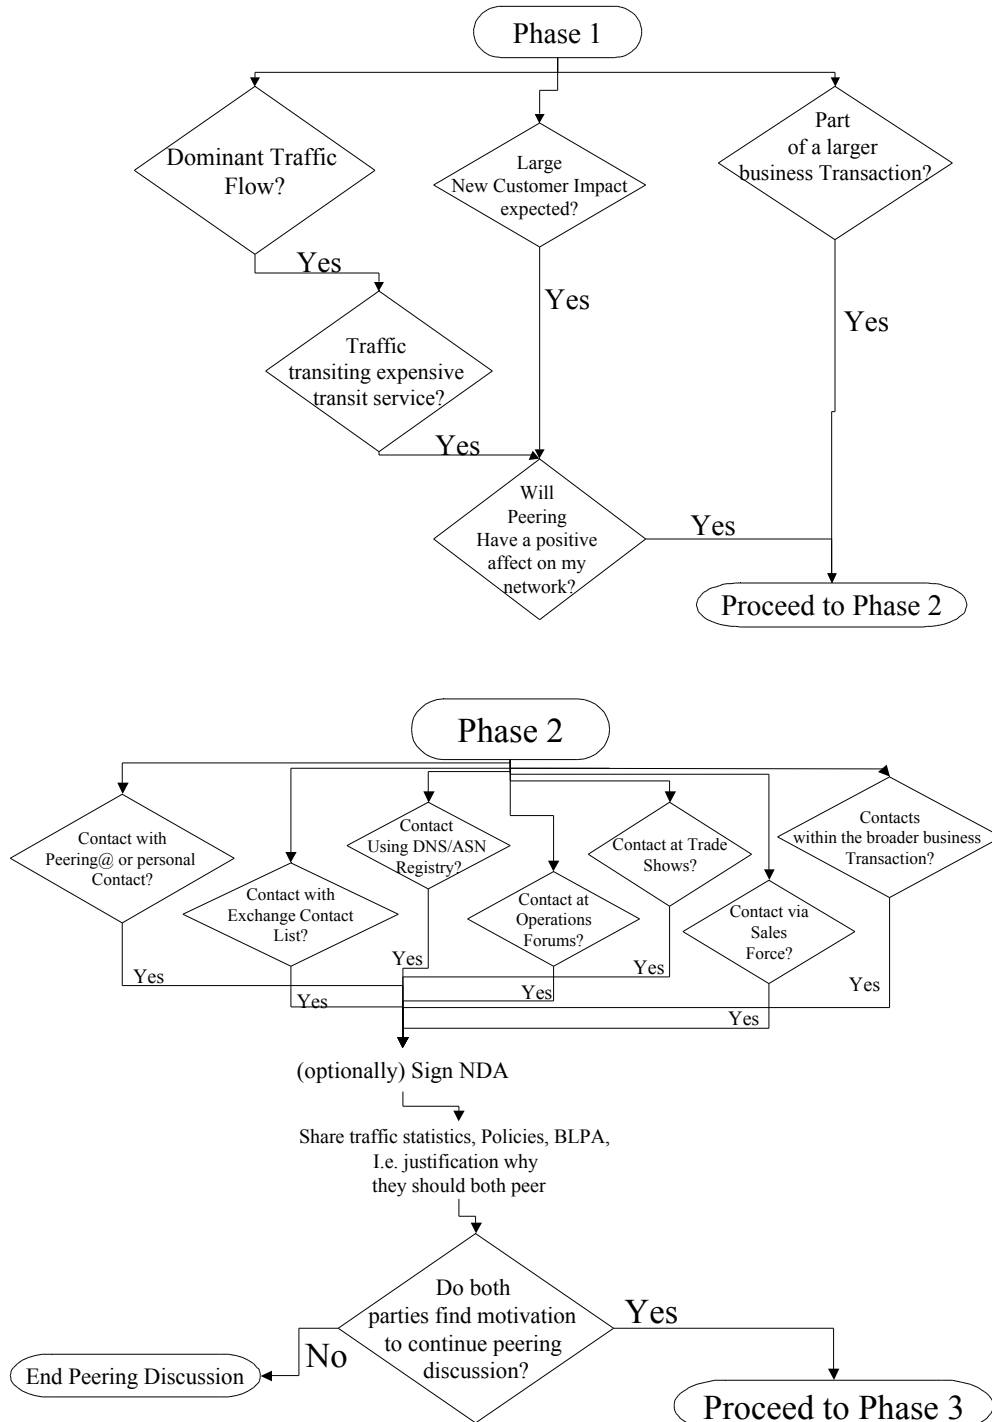 Phase 1
Dominant Traffic
Flow?
Large
New Customer Impact
expected?
Part
of a larger
business Transaction?
Yes
Yes
Yes
Traffic
transiting expensive
transit service?
Yes
Will
Peering
Have a positive
affect on my
network?
Yes
Proceed to Phase 2
Phase 2
Contact with
Peering@ or personal
Contact?
Contact with
Exchange Contact
List?
Contact
Using DNS/ASN
Registry?
Contact at
Operations
Forums?
Contact at Trade
Shows?
Contact via
Sales
Force?
Contacts
within the broader business
Transaction?
Yes
Yes
Yes
Yes
Yes
Yes
Yes
(optionally) Sign NDA
Share traffic statistics, Policies, BLPA,
I.e. justification why
they should both peer
Do both
parties find motivation
to continue peering
discussion?
Yes
No
End Peering Discussion
Proceed to Phase 3